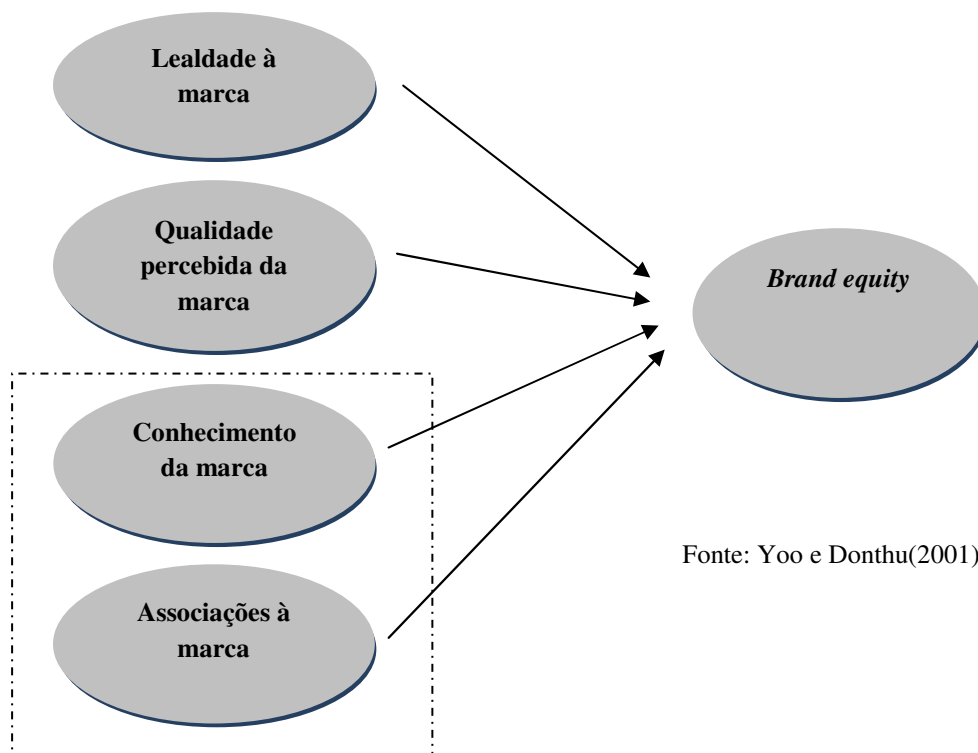 Lealdade à
marca
Qualidade
percebida da
marca
Brand equity
Conhecimento
da marca
Fonte: Yoo e Donthu(2001)
Associações à
marca